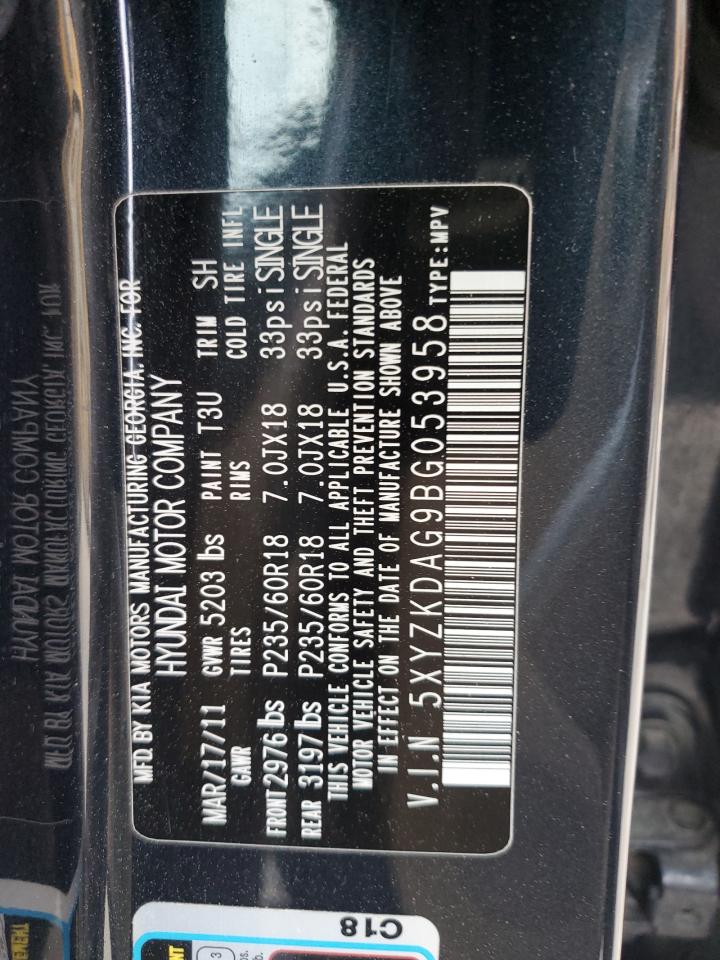 MFD BY KIA MOTORS MANUFACTURING GEORGIA, INC. FOR
HYUNDAI MOTOR COMPANY
MAR/17/11 GVWR 5203 lbs PAINT T3U TRIM SH
GAWR TIRES RIMS COLD TIRE INFL
FRONT 2976 lbs P235/60R18 7.0JX18 33psi SINGLE
REAR 3197 lbs P235/60R18 7.0JX18 33psi SINGLE
THIS VEHICLE CONFORMS TO ALL APPLICABLE U.S.A. FEDERAL
MOTOR VEHICLE SAFETY AND THEFT PREVENTION STANDARDS
IN EFFECT ON THE DATE OF MANUFACTURE SHOWN ABOVE
V.I.N 5XYZKDAG9BG053958 TYPE:MPV
C18
3